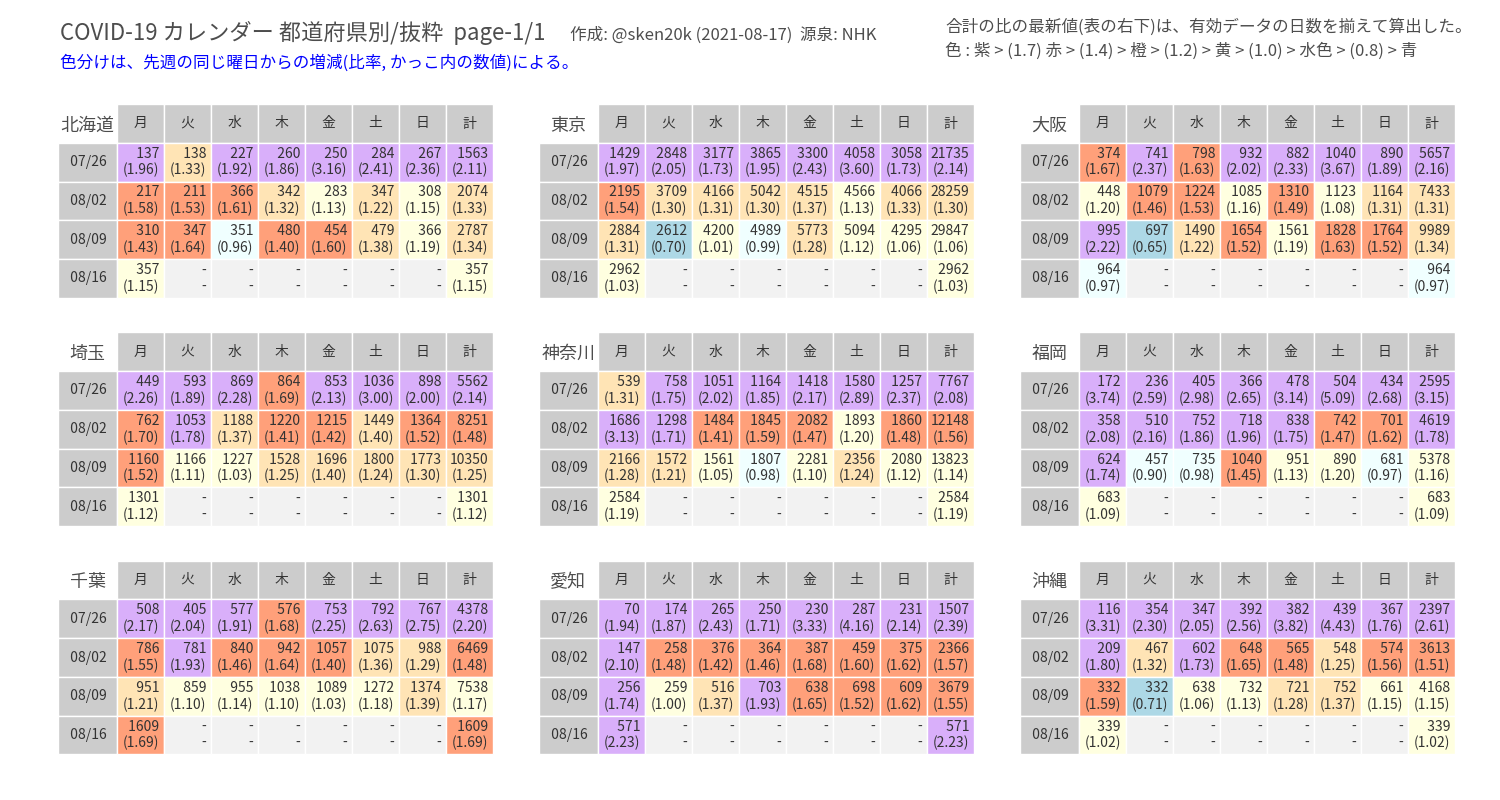 COVID-19 カレンダー 都道府県別/抜粋 page-1/1 作成: @sken20k (2021-08-17) 源泉: NHK
合計の比の最新値(表の右下)は、有効データの日数を揃えて算出した。
色分けは、先週の同じ曜日からの増減(比率, かっこ内の数値)による。
色 : 紫 > (1.7) 赤 > (1.4) > 橙 > (1.2) > 黄 > (1.0) > 水色 > (0.8) > 青
北海道 月 火 水 木 金 土 日 計
07/26 137 138 227 260 250 284 267 1563
(1.96) (1.33) (1.92) (1.86) (3.16) (2.41) (2.36) (2.11)
08/02 217 211 366 342 283 347 308 2074
(1.58) (1.53) (1.61) (1.32) (1.13) (1.22) (1.15) (1.33)
08/09 310 347 351 480 454 479 366 2787
(1.43) (1.64) (0.96) (1.40) (1.60) (1.38) (1.19) (1.34)
08/16 357 - - - - - - 357
(1.15) - - - - - - (1.15)
東京 月 火 水 木 金 土 日 計
07/26 1429 2848 3177 3865 3300 4058 3058 21735
(1.97) (2.05) (1.73) (1.95) (2.43) (3.60) (1.73) (2.14)
08/02 2195 3709 4166 5042 4515 4566 4066 28259
(1.54) (1.30) (1.31) (1.30) (1.37) (1.13) (1.33) (1.30)
08/09 2884 2612 4200 4989 5773 5094 4295 29847
(1.31) (0.70) (1.01) (0.99) (1.28) (1.12) (1.06) (1.06)
08/16 2962 - - - - - - 2962
(1.03) - - - - - - (1.03)
大阪 月 火 水 木 金 土 日 計
07/26 374 741 798 932 882 1040 890 5657
(1.67) (2.37) (1.63) (2.02) (2.33) (3.67) (1.89) (2.16)
08/02 448 1079 1224 1085 1310 1123 1164 7433
(1.20) (1.46) (1.53) (1.16) (1.49) (1.08) (1.31) (1.31)
08/09 995 697 1490 1654 1561 1828 1764 9989
(2.22) (0.65) (1.22) (1.52) (1.19) (1.63) (1.52) (1.34)
08/16 964 - - - - - - 964
(0.97) - - - - - - (0.97)
埼玉 月 火 水 木 金 土 日 計
07/26 449 593 869 864 853 1036 898 5562
(2.26) (1.89) (2.28) (1.69) (2.13) (3.00) (2.00) (2.14)
08/02 762 1053 1188 1220 1215 1449 1364 8251
(1.70) (1.78) (1.37) (1.41) (1.42) (1.40) (1.52) (1.48)
08/09 1160 1166 1227 1528 1696 1800 1773 10350
(1.52) (1.11) (1.03) (1.25) (1.40) (1.24) (1.30) (1.25)
08/16 1301 - - - - - - 1301
(1.12) - - - - - - (1.12)
神奈川 月 火 水 木 金 土 日 計
07/26 539 758 1051 1164 1418 1580 1257 7767
(1.31) (1.75) (2.02) (1.85) (2.17) (2.89) (2.37) (2.08)
08/02 1686 1298 1484 1845 2082 1893 1860 12148
(3.13) (1.71) (1.41) (1.59) (1.47) (1.20) (1.48) (1.56)
08/09 2166 1572 1561 1807 2281 2356 2080 13823
(1.28) (1.21) (1.05) (0.98) (1.10) (1.24) (1.12) (1.14)
08/16 2584 - - - - - - 2584
(1.19) - - - - - - (1.19)
福岡 月 火 水 木 金 土 日 計
07/26 172 236 405 366 478 504 434 2595
(3.74) (2.59) (2.98) (2.65) (3.14) (5.09) (2.68) (3.15)
08/02 358 510 752 718 838 742 701 4619
(2.08) (2.16) (1.86) (1.96) (1.75) (1.47) (1.62) (1.78)
08/09 624 457 735 1040 951 890 681 5378
(1.74) (0.90) (0.98) (1.45) (1.13) (1.20) (0.97) (1.16)
08/16 683 - - - - - - 683
(1.09) - - - - - - (1.09)
千葉 月 火 水 木 金 土 日 計
07/26 508 405 577 576 753 792 767 4378
(2.17) (2.04) (1.91) (1.68) (2.25) (2.63) (2.75) (2.20)
08/02 786 781 840 942 1057 1075 988 6469
(1.55) (1.93) (1.46) (1.64) (1.40) (1.36) (1.29) (1.48)
08/09 951 859 955 1038 1089 1272 1374 7538
(1.21) (1.10) (1.14) (1.10) (1.03) (1.18) (1.39) (1.17)
08/16 1609 - - - - - - 1609
(1.69) - - - - - - (1.69)
愛知 月 火 水 木 金 土 日 計
07/26 70 174 265 250 230 287 231 1507
(1.94) (1.87) (2.43) (1.71) (3.33) (4.16) (2.14) (2.39)
08/02 147 258 376 364 387 459 375 2366
(2.10) (1.48) (1.42) (1.46) (1.68) (1.60) (1.62) (1.57)
08/09 256 259 516 703 638 698 609 3679
(1.74) (1.00) (1.37) (1.93) (1.65) (1.52) (1.62) (1.55)
08/16 571 - - - - - - 571
(2.23) - - - - - - (2.23)
沖縄 月 火 水 木 金 土 日 計
07/26 116 354 347 392 382 439 367 2397
(3.31) (2.30) (2.05) (2.56) (3.82) (4.43) (1.76) (2.61)
08/02 209 467 602 648 565 548 574 3613
(1.80) (1.32) (1.73) (1.65) (1.48) (1.25) (1.56) (1.51)
08/09 332 332 638 732 721 752 661 4168
(1.59) (0.71) (1.06) (1.13) (1.28) (1.37) (1.15) (1.15)
08/16 339 - - - - - - 339
(1.02) - - - - - - (1.02)